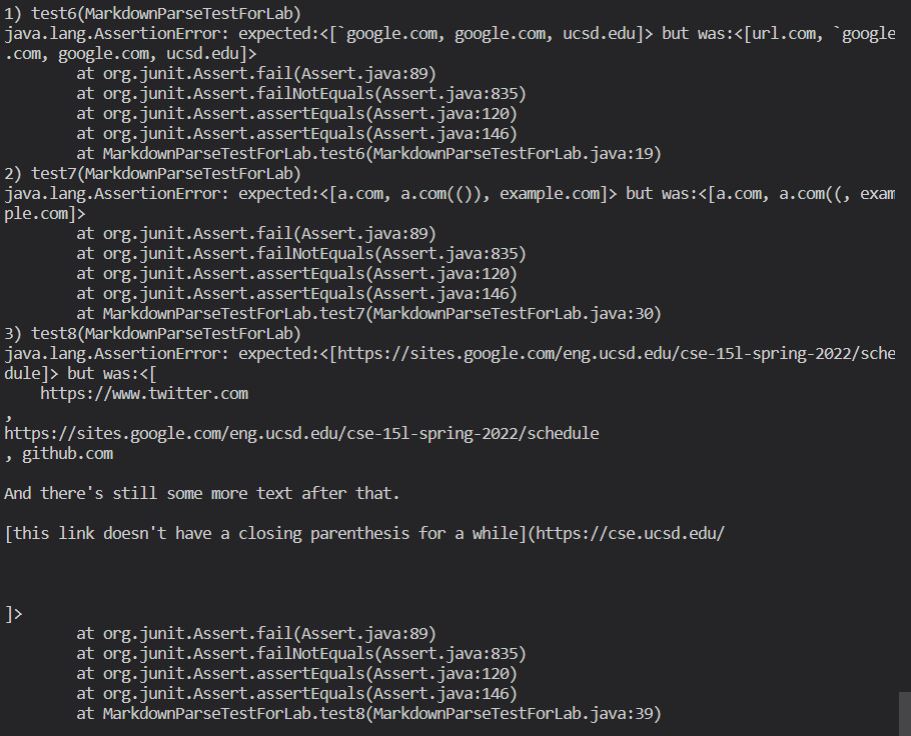 1) test6(MarkdownParseTestForLab)
java.lang.AssertionError: expected:<[`google.com, google.com, ucsd.edu]> but was:<[url.com, `google
.com, google.com, ucsd.edu]>
        at org.junit.Assert.fail(Assert.java:89)
        at org.junit.Assert.failNotEquals(Assert.java:835)
        at org.junit.Assert.assertEquals(Assert.java:120)
        at org.junit.Assert.assertEquals(Assert.java:146)
        at MarkdownParseTestForLab.test6(MarkdownParseTestForLab.java:19)
2) test7(MarkdownParseTestForLab)
java.lang.AssertionError: expected:<[a.com, a.com(()), example.com]> but was:<[a.com, a.com((, exam
ple.com]>
        at org.junit.Assert.fail(Assert.java:89)
        at org.junit.Assert.failNotEquals(Assert.java:835)
        at org.junit.Assert.assertEquals(Assert.java:120)
        at org.junit.Assert.assertEquals(Assert.java:146)
        at MarkdownParseTestForLab.test7(MarkdownParseTestForLab.java:30)
3) test8(MarkdownParseTestForLab)
java.lang.AssertionError: expected:<[https://sites.google.com/eng.ucsd.edu/cse-15l-spring-2022/sche
dule]> but was:<[
    https://www.twitter.com
,
https://sites.google.com/eng.ucsd.edu/cse-15l-spring-2022/schedule
, github.com

And there's still some more text after that.

[this link doesn't have a closing parenthesis for a while](https://cse.ucsd.edu/



]>
        at org.junit.Assert.fail(Assert.java:89)
        at org.junit.Assert.failNotEquals(Assert.java:835)
        at org.junit.Assert.assertEquals(Assert.java:120)
        at org.junit.Assert.assertEquals(Assert.java:146)
        at MarkdownParseTestForLab.test8(MarkdownParseTestForLab.java:39)